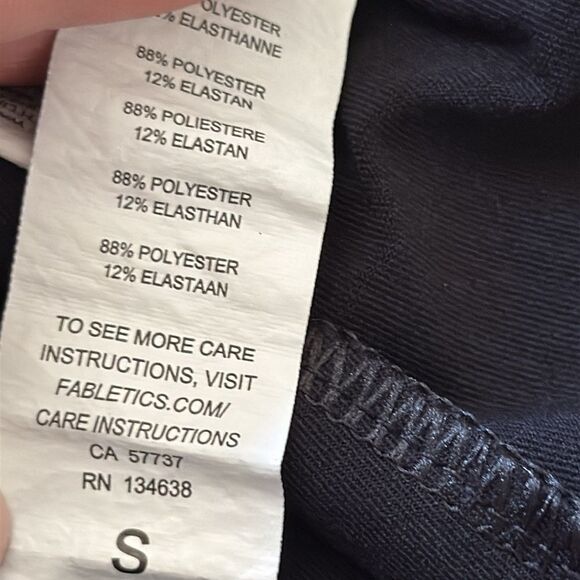 OLYESTER
% ELASTHANNE
88% POLYESTER
12% ELASTAN
88% POLIESTERE
12% ELASTAN
88% POLYESTER
12% ELASTHAN
88% POLYESTER
12% ELASTAAN
TO SEE MORE CARE
INSTRUCTIONS, VISIT
FABLETICS.COM/
CARE INSTRUCTIONS
CA 57737
RN 134638
S